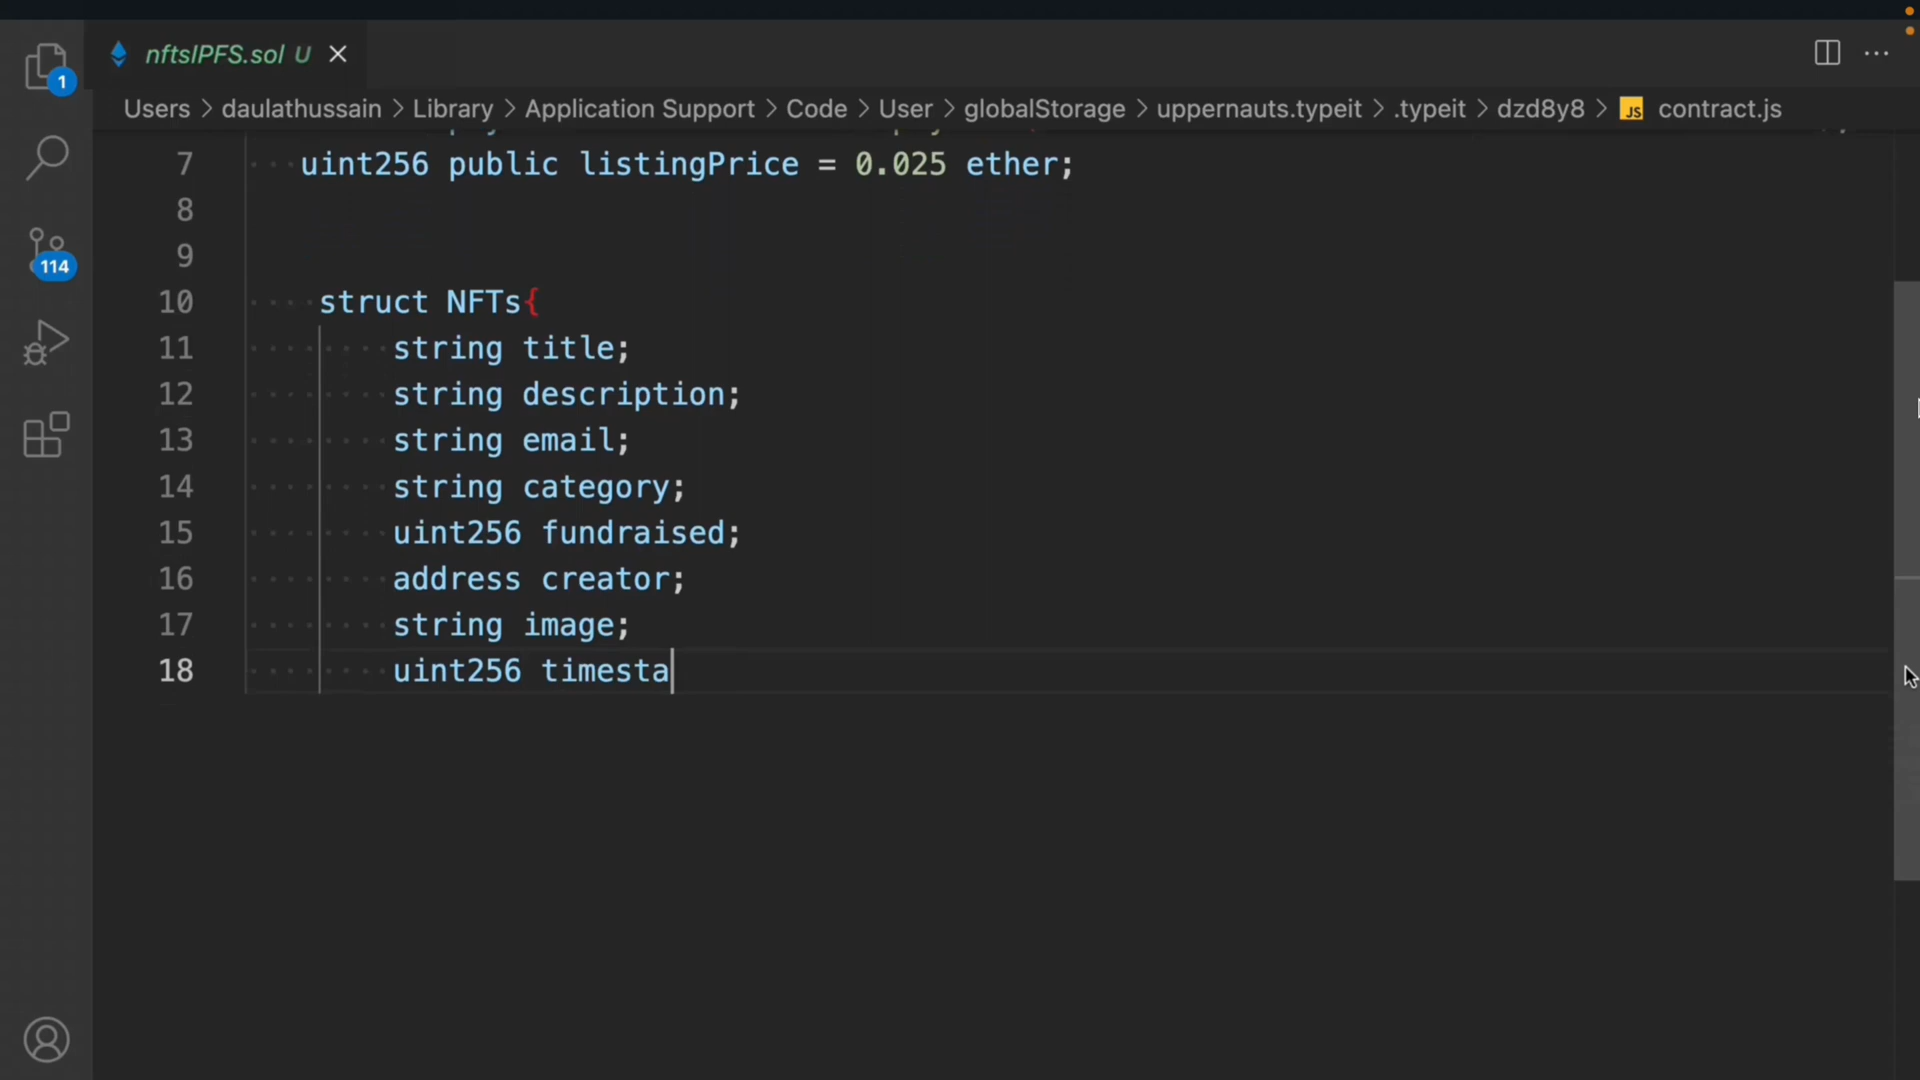 nftsIPFS.sol U
1
Users > daulathussain > Library > Application Support > Code > User > globalStorage > uppernauts.typeit > .typeit > dzd8y8 > JS contract.js
7 uint256 public listingPrice = 0.025 ether;
8
114
9
10 struct NFTs{
11 string title;
12 string description;
13 string email;
14 string category;
15 uint256 fundraised;
16 address creator;
17 string image;
18 uint256 timesta